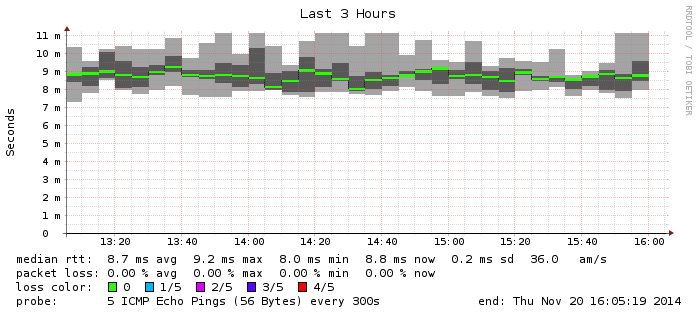 Last 3 Hours
RRDTOOL / TOBI OETIKER
Seconds
11 m
10 m
9 m
8 m
7 m
6 m
5 m
4 m
3 m
2 m
1 m
0
13:20 13:40 14:00 14:20 14:40 15:00 15:20 15:40 16:00
median rtt: 8.7 ms avg 9.2 ms max 8.0 ms min 8.8 ms now 0.2 ms sd 36.0 am/s
packet loss: 0.00 % avg 0.00 % max 0.00 % min 0.00 % now
loss color: 0 1/5 2/5 3/5 4/5
probe: 5 ICMP Echo Pings (56 Bytes) every 300s end: Thu Nov 20 16:05:19 2014